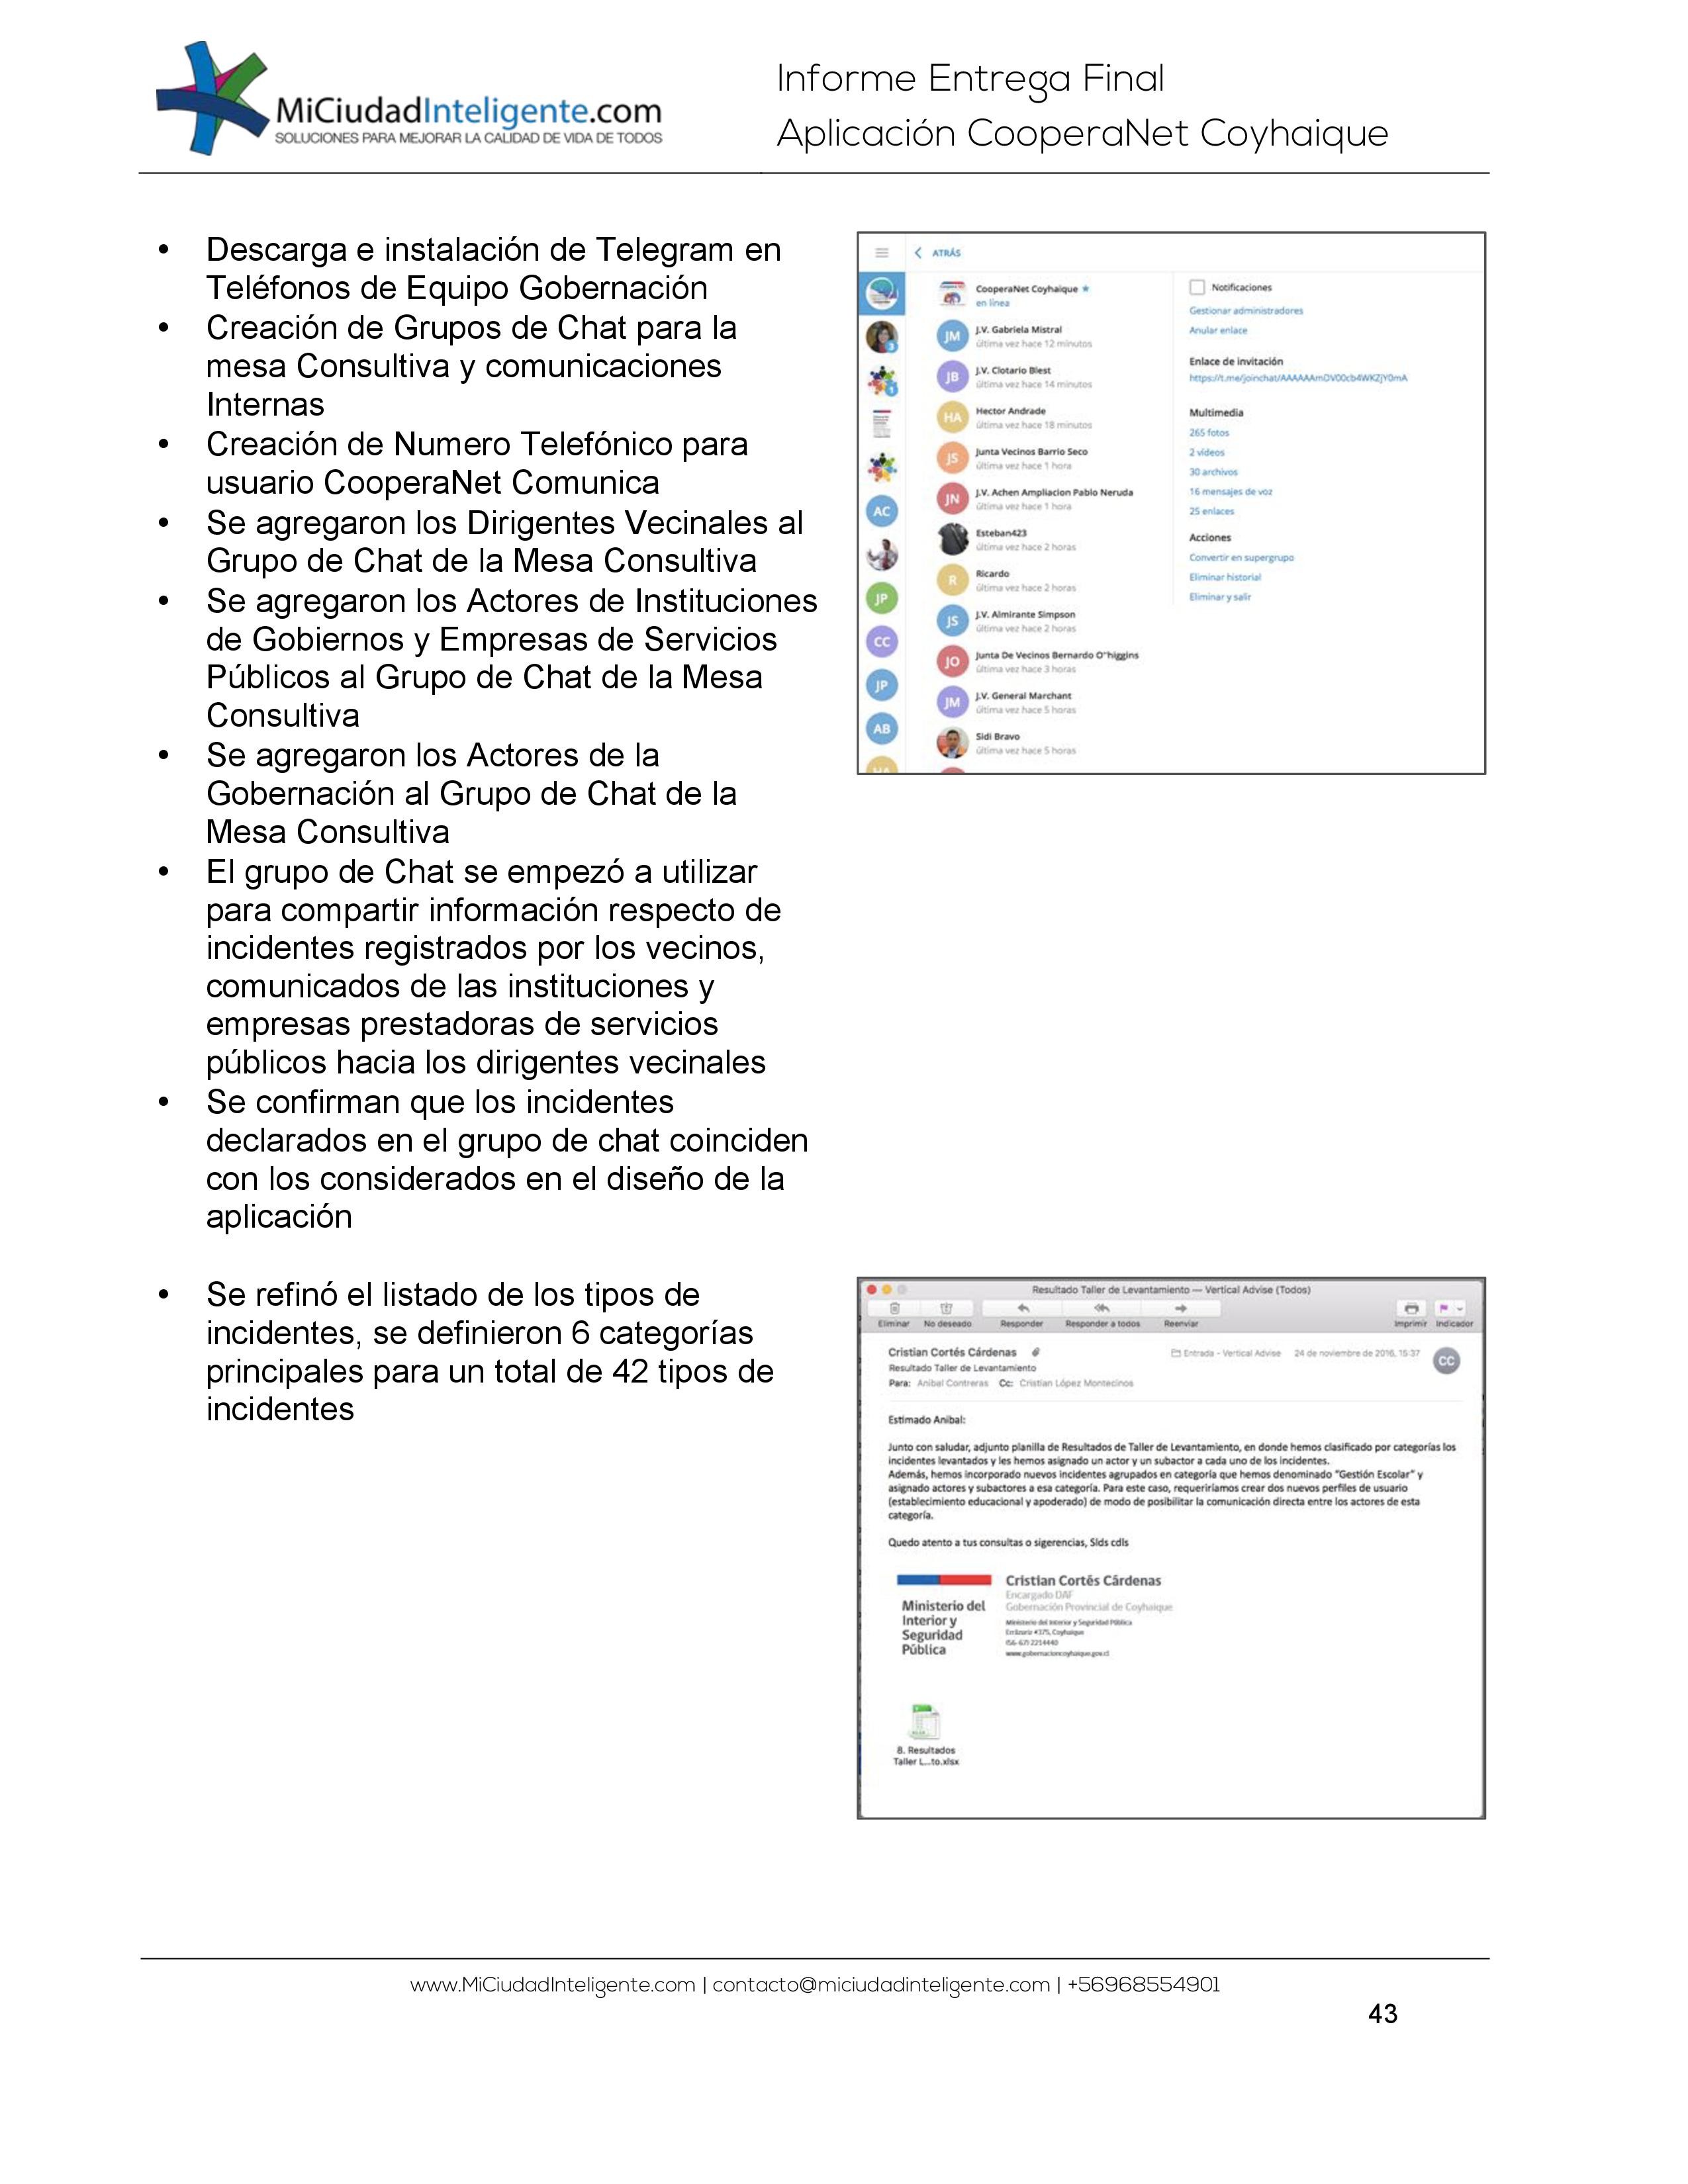 MiCiudadInteligente.com
SOLUCIONES PARA MEJORAR LA CALIDAD DE VIDA DE TODOS
Informe Entrega Final
Aplicación CooperaNet Coyhaique
• Descarga e instalación de Telegram en
Teléfonos de Equipo Gobernación
• Creación de Grupos de Chat para la
mesa Consultiva y comunicaciones
Internas
• Creación de Numero Telefónico para
usuario CooperaNet Comunica
• Se agregaron los Dirigentes Vecinales al
Grupo de Chat de la Mesa Consultiva
• Se agregaron los Actores de Instituciones
de Gobiernos y Empresas de Servicios
Públicos al Grupo de Chat de la Mesa
Consultiva
• Se agregaron los Actores de la
Gobernación al Grupo de Chat de la
Mesa Consultiva
• El grupo de Chat se empezó a utilizar
para compartir información respecto de
incidentes registrados por los vecinos,
comunicados de las instituciones y
empresas prestadoras de servicios
públicos hacia los dirigentes vecinales
• Se confirman que los incidentes
declarados en el grupo de chat coinciden
con los considerados en el diseño de la
aplicación
ATRÁS
3
1
AC
JP
CC
JP
AB
CooperaNet Coyhaique
en línea
JM
J.V. Gabriela Mistral
última vez hace 12 minutos
JB
J.V. Clotario Blest
última vez hace 14 minutos
HA
Hector Andrade
última vez hace 18 minutos
JS
Junta Vecinos Barrio Seco
última vez hace 1 hora
JN
J.V. Achen Ampliacion Pablo Neruda
última vez hace 1 hora
Esteban423
última vez hace 2 horas
R
Ricardo
última vez hace 2 horas
JS
J.V. Almirante Simpson
última vez hace 2 horas
JO
Junta De Vecinos Bernardo O"higgins
última vez hace 3 horas
JM
J.V. General Marchant
última vez hace 5 horas
Sidi Bravo
última vez hace 5 horas
Notificaciones
Gestionar administradores
Anular enlace
Enlace de invitación
Multimedia
265 fotos
2 vídeos
30 archivos
16 mensajes de voz
25 enlaces
Acciones
Convertir en supergrupo
Eliminar historial
Eliminar y salir
• Se refinó el listado de los tipos de
incidentes, se definieron 6 categorías
principales para un total de 42 tipos de
incidentes
Resultado Taller de Levantamiento — Vertical Advise (Todos)
Eliminar No deseado Responder Responder a todos Reenviar Imprimir Indicador
Cristian Cortés Cárdenas
Entrada - Vertical Advise 24 de noviembre de 2016, 15:37
CC
Resultado Taller de Levantamiento
Para: Anibal Contreras Cc: Cristian López Montecinos
Estimado Anibal:
Junto con saludar, adjunto planilla de Resultados de Taller de Levantamiento, en donde hemos clasificado por categorías los
incidentes levantados y les hemos asignado un actor y un subactor a cada uno de los incidentes.
Además, hemos incorporado nuevos incidentes agrupados en categoría que hemos denominado "Gestión Escolar" y
asignado actores y subactores a esa categoría. Para este caso, requeriríamos crear dos nuevos perfiles de usuario
(establecimiento educacional y apoderado) de modo de posibilitar la comunicación directa entre los actores de esta
categoría.
Quedo atento a tus consultas o sigerencias, Slds cdls
Ministerio del
Interior y
Seguridad
Pública
Cristian Cortés Cárdenas
Encargado DAF
Gobernación Provincial de Coyhaique
Ministerio del Interior y Seguridad Pública
www.gobernacioncoyhaique.gov.cl
8. Resultados
Taller L...to.xlsx
www.MiCiudadInteligente.com | contacto@miciudadinteligente.com | +56968554901
43